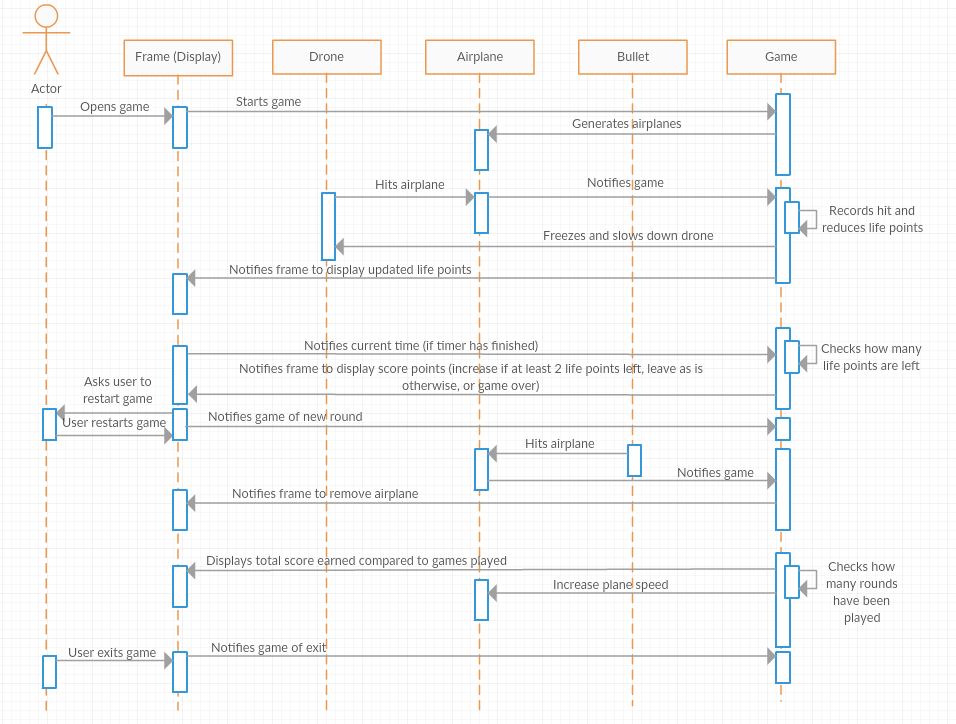 Actor
Frame (Display)
Drone
Airplane
Bullet
Game
Opens game
Starts game
Generates airplanes
Hits airplane
Notifies game
Records hit and
reduces life points
Freezes and slows down drone
Notifies frame to display updated life points
Notifies current time (if timer has finished)
Checks how many
life points are left
Notifies frame to display score points (increase if at least 2 life points left, leave as is
otherwise, or game over)
Asks user to
restart game
User restarts game
Notifies game of new round
Hits airplane
Notifies game
Notifies frame to remove airplane
Displays total score earned compared to games played
Checks how
many rounds
have been
played
Increase plane speed
User exits game
Notifies game of exit